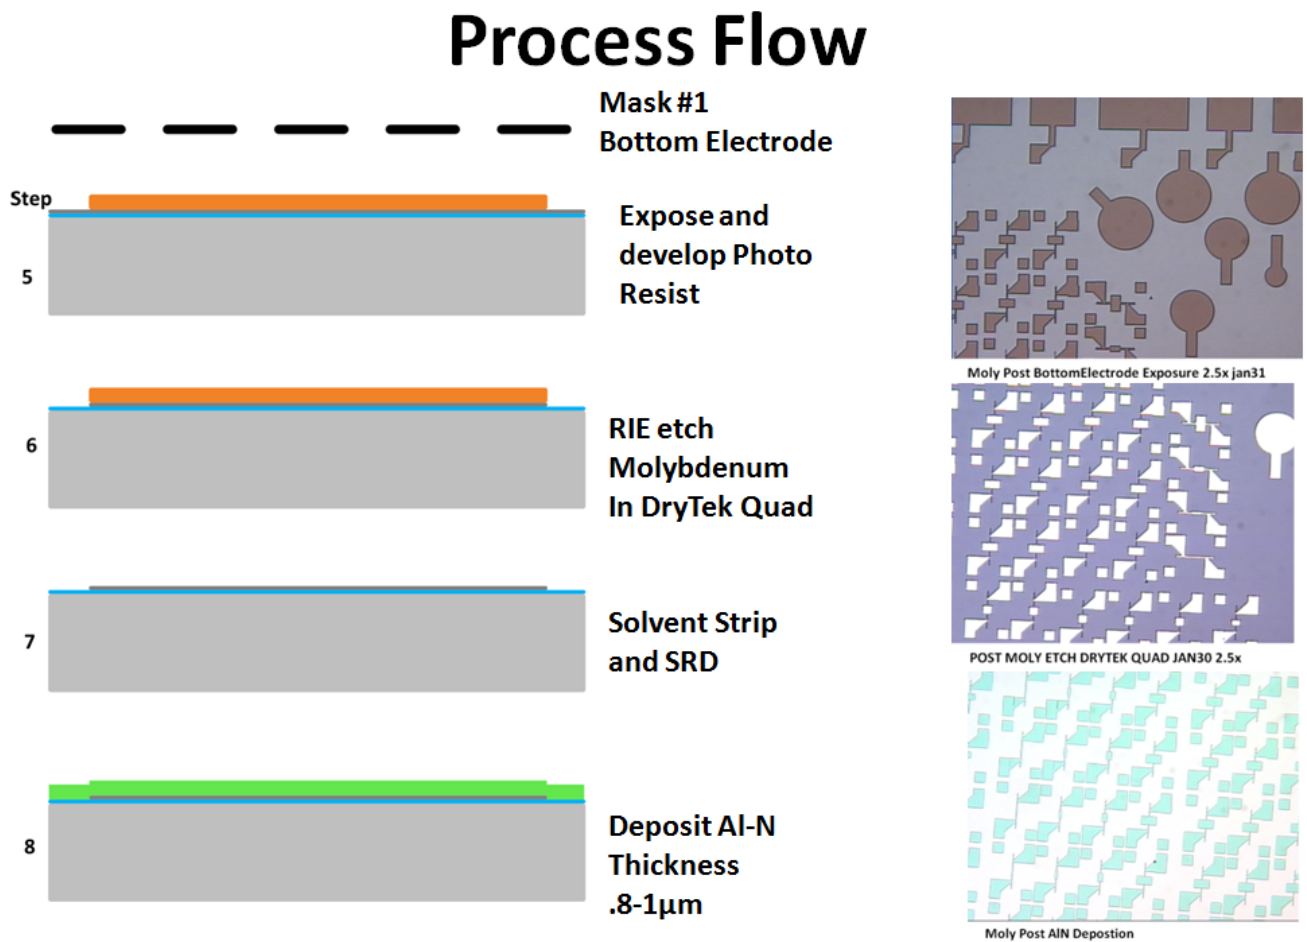 Process Flow
Mask #1
Bottom Electrode
Step
5
Expose and
develop Photo
Resist
Moly Post BottomElectrode Exposure 2.5x jan31
6
RIE etch
Molybdenum
In DryTek Quad
POST MOLY ETCH DRYTEK QUAD JAN30 2.5x
7
Solvent Strip
and SRD
8
Deposit Al-N
Thickness
.8-1μm
Moly Post AlN Depostion